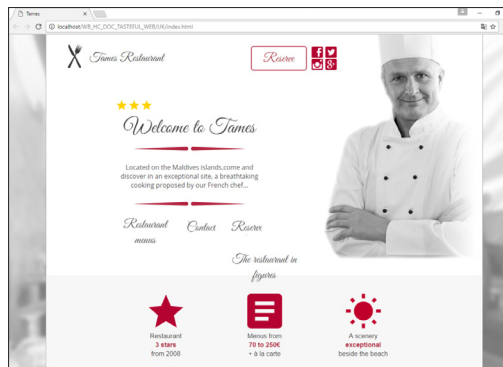 Tames
localhost/WB_HC_DOC_TASTEFUL_WEB/UK/index.html
Tames Restaurant
Reserve
Welcome to Tames
Located on the Maldives islands,come and
discover in an exceptional site, a breathtaking
cooking proposed by our French chef...
Restaurant
menus
Contact
Reserve
The restaurant in
figures
Restaurant
3 stars
from 2008
Menus from
70 to 250€
+ à la carte
A scenery
exceptional
beside the beach